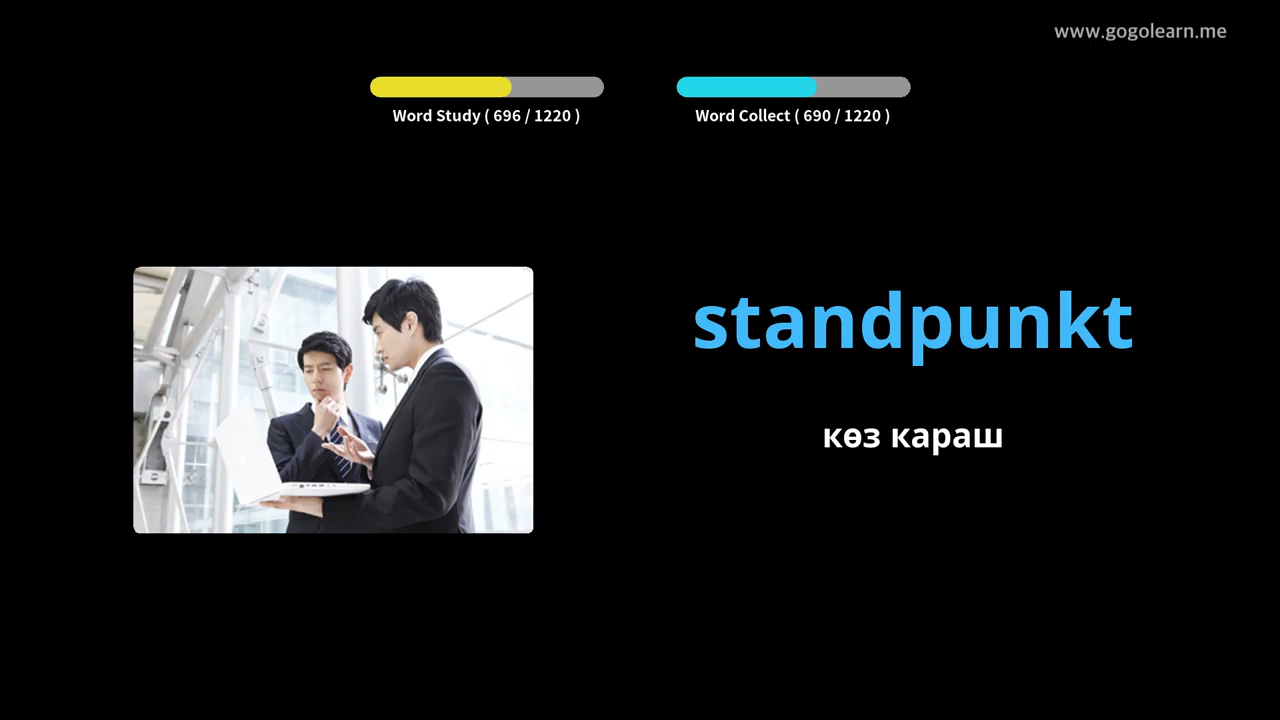 www.gogolearn.me
Word Study ( 696 / 1220 )
Word Collect ( 690 / 1220 )
standpunkt
көз караш